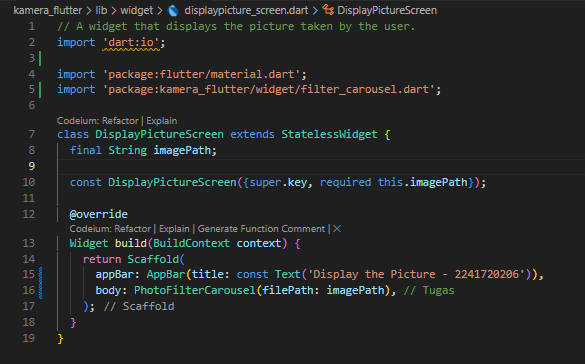 kamera_flutter > lib > widget > displaypicture_screen.dart > DisplayPictureScreen
1 // A widget that displays the picture taken by the user.
2 import 'dart:io';
3
4 import 'package:flutter/material.dart';
5 import 'package:kamera_flutter/widget/filter_carousel.dart';
6
Codeium: Refactor | Explain
7 class DisplayPictureScreen extends StatelessWidget {
8   final String imagePath;
9
10   const DisplayPictureScreen({super.key, required this.imagePath});
11
12   @override
Codeium: Refactor | Explain | Generate Function Comment | ×
13   Widget build(BuildContext context) {
14     return Scaffold(
15       appBar: AppBar(title: const Text('Display the Picture - 2241720206')),
16       body: PhotoFilterCarousel(filePath: imagePath), // Tugas
17     ); // Scaffold
18   }
19 }